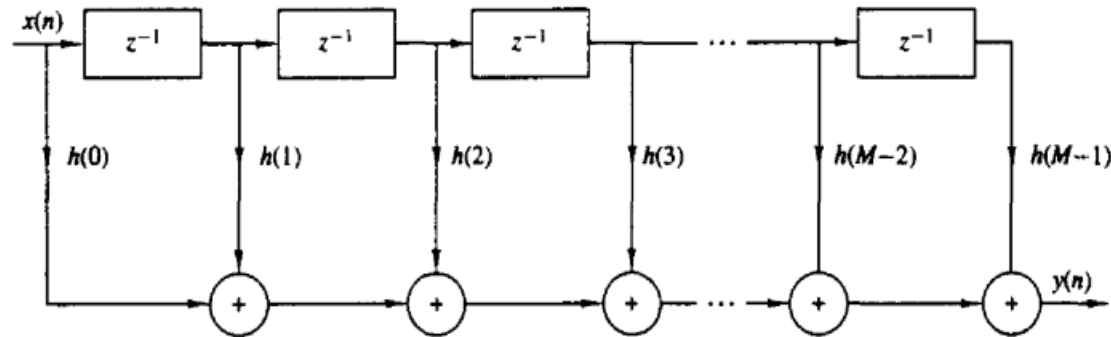 x(n)
z⁻¹ z⁻¹ z⁻¹ ... z⁻¹
h(0) h(1) h(2) h(3) h(M−2) h(M−1)
+ + + ... + + y(n)